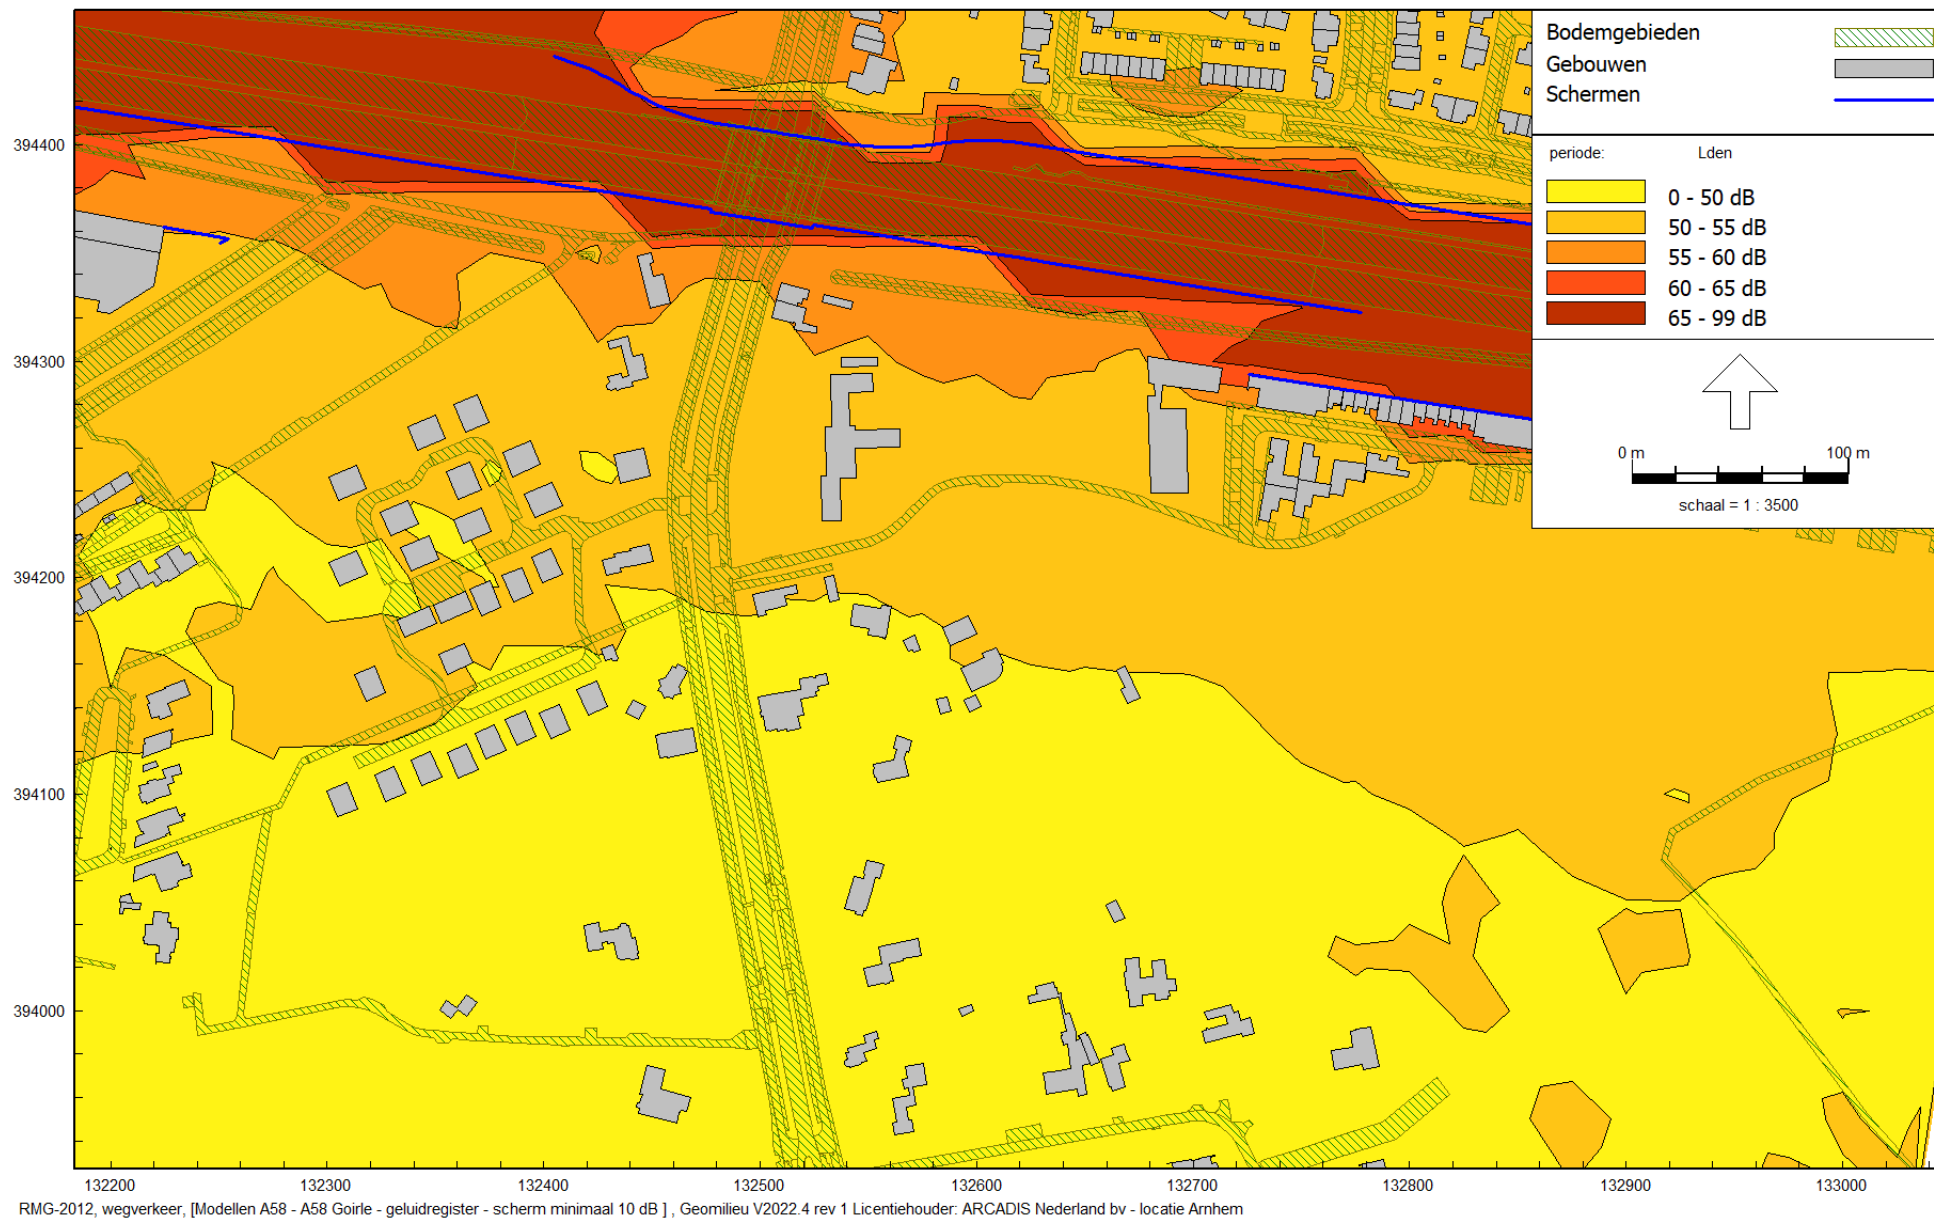 Bodemgebieden
Gebouwen
Schermen
periode: Lden
0 - 50 dB
50 - 55 dB
55 - 60 dB
60 - 65 dB
65 - 99 dB
0 m 100 m
schaal = 1 : 3500
394400
394300
394200
394100
394000
132200 132300 132400 132500 132600 132700 132800 132900 133000
RMG-2012, wegverkeer, [Modellen A58 - A58 Goirle - geluidregister - scherm minimaal 10 dB ] , Geomilieu V2022.4 rev 1 Licentiehouder: ARCADIS Nederland bv - locatie Arnhem